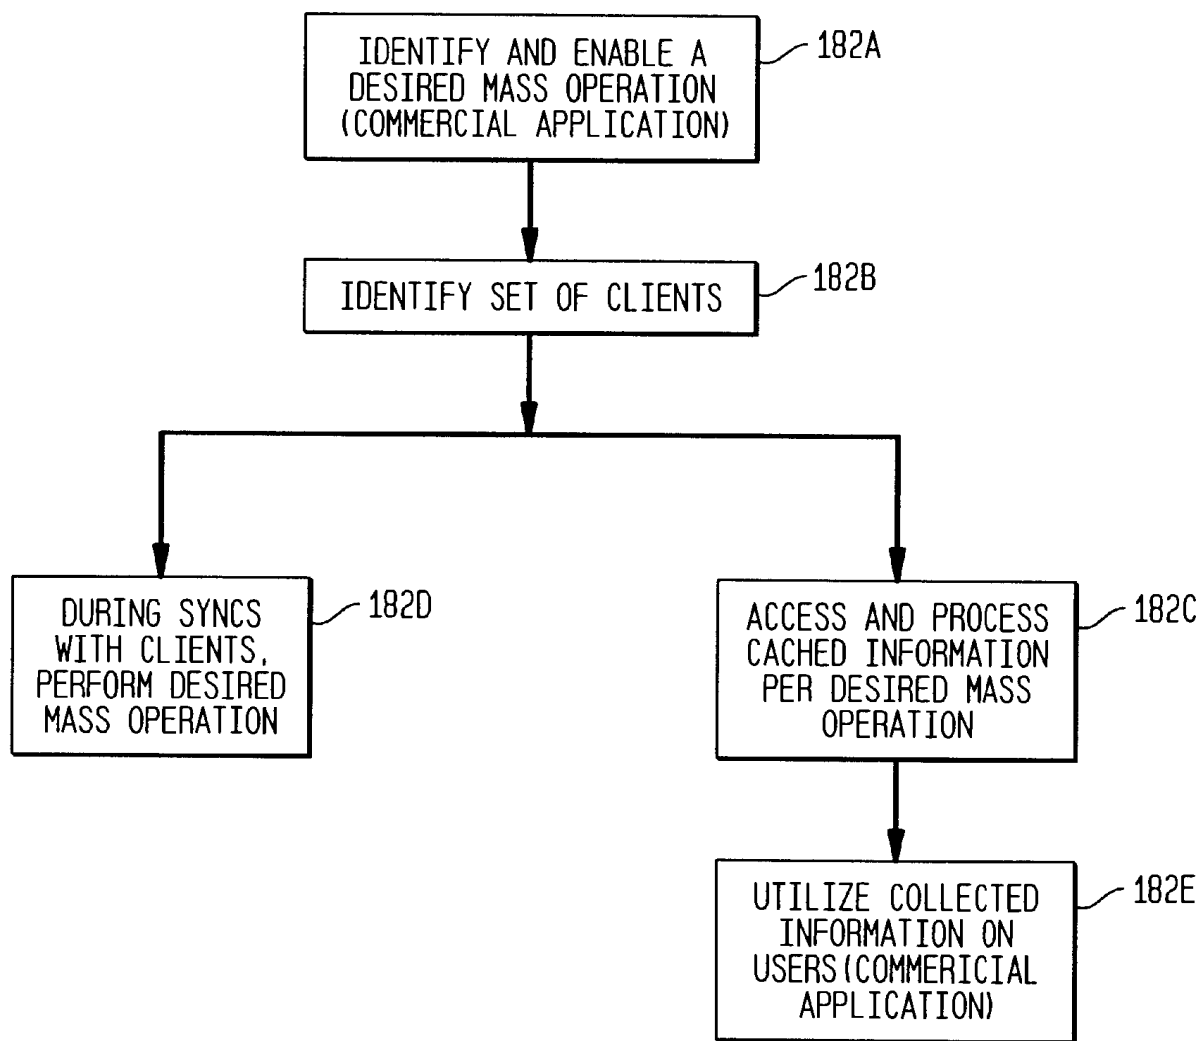 IDENTIFY AND ENABLE A
DESIRED MASS OPERATION
(COMMERCIAL APPLICATION)
182A
IDENTIFY SET OF CLIENTS
182B
DURING SYNCS
WITH CLIENTS,
PERFORM DESIRED
MASS OPERATION
182D
ACCESS AND PROCESS
CACHED INFORMATION
PER DESIRED MASS
OPERATION
182C
UTILIZE COLLECTED
INFORMATION ON
USERS(COMMERICIAL
APPLICATION)
182E